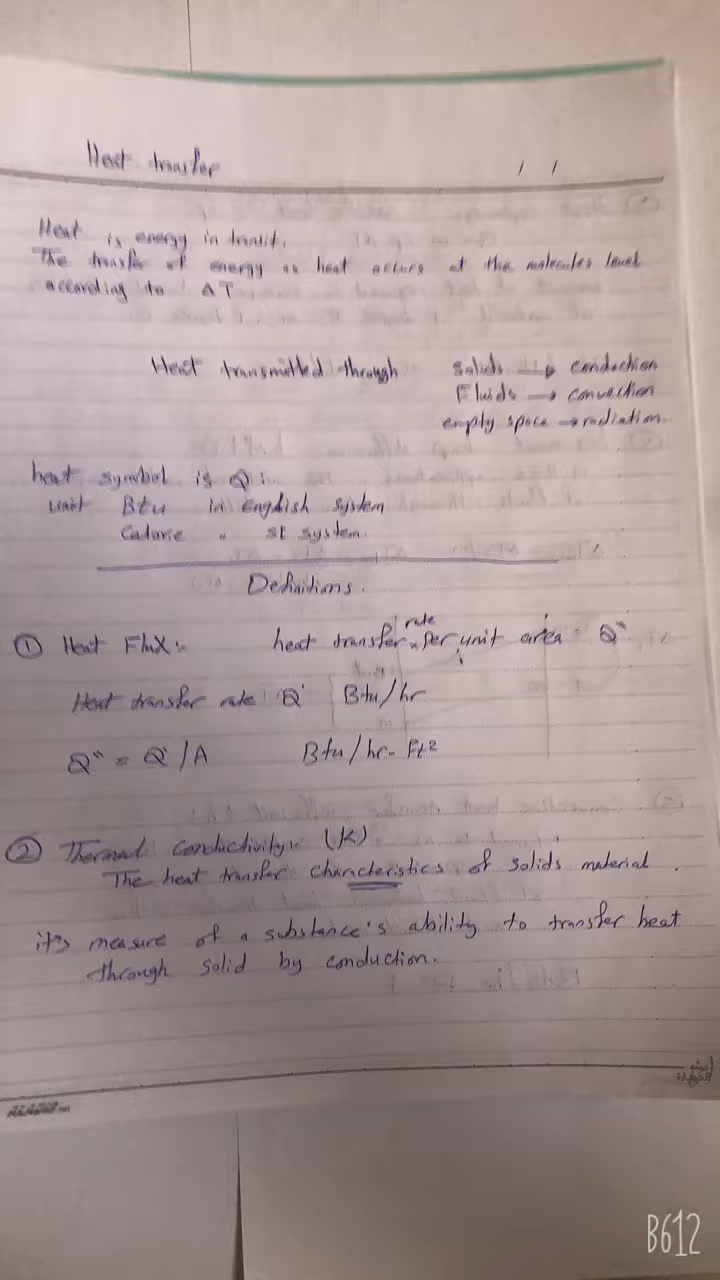 Heat transfer / /
Heat is energy in transit.
The transfer of energy as heat occurs at the molecules level
according to ΔT
Heat transmitted through solids → conduction
Fluids → convection
empty space → radiation.
heat symbol is Q :
unit Btu in english system
Calorie " SI system.
Definitions.
① Heat Flux:- heat transfer rate per unit area Q"
Heat transfer rate Q̇ Btu/hr
Q" = Q̇/A Btu/hr-Ft²
② Thermal conductivity:- (K)
The heat transfer characteristics of solids material.
it's measure of a substance's ability to transfer heat
through solid by conduction.
B612